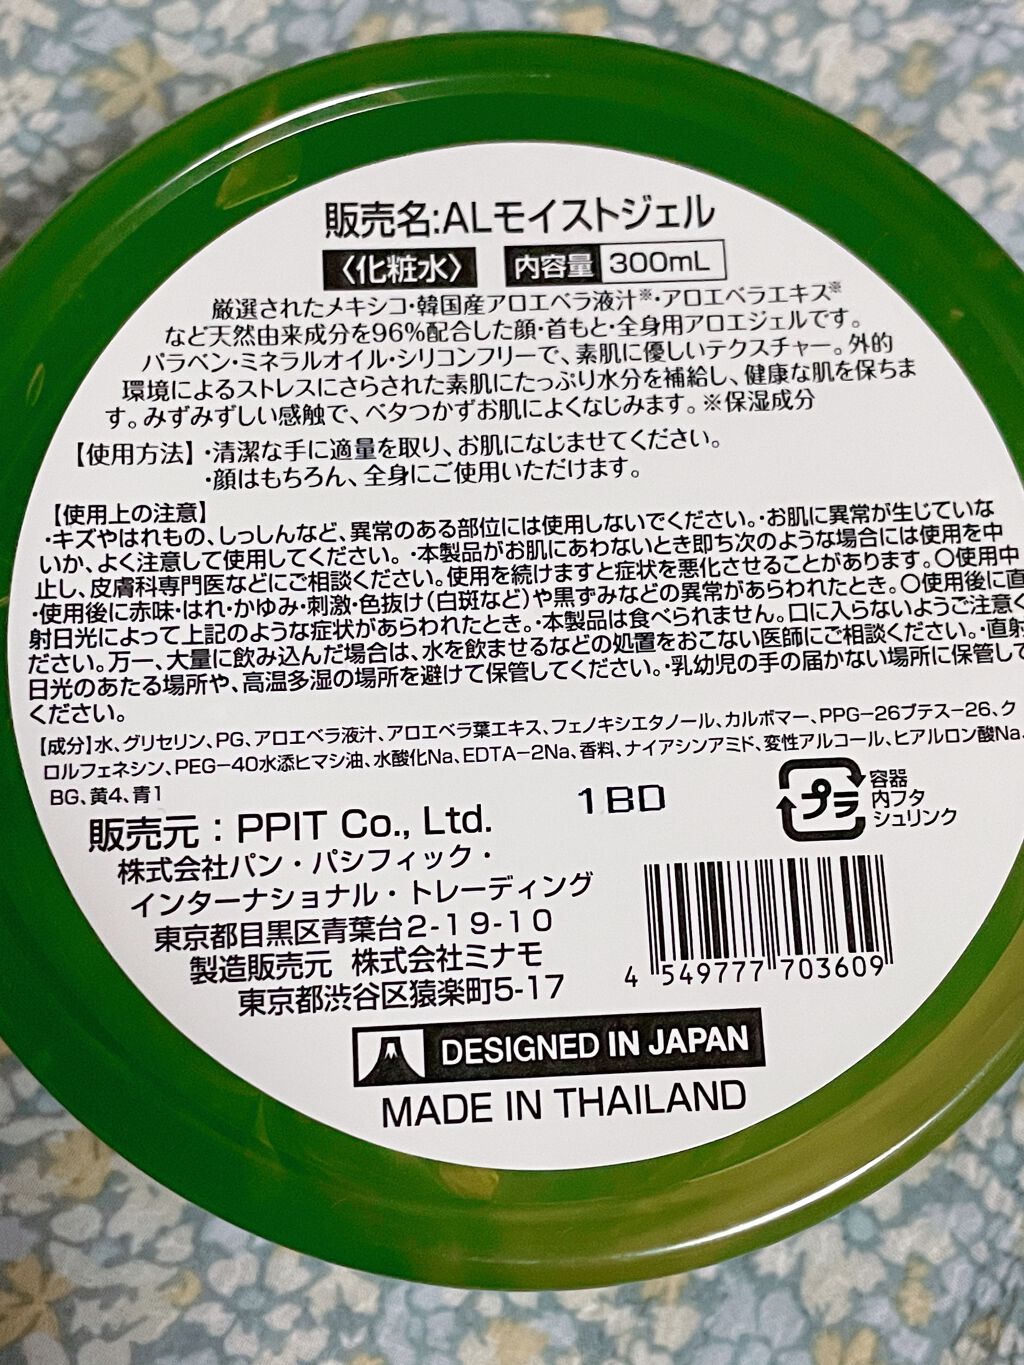 販売名:ALモイストジェル
〈化粧水〉 内容量 300mL
厳選されたメキシコ・韓国産アロエベラ液汁※・アロエベラエキス※
など天然由来成分を96%配合した顔・首もと・全身用アロエジェルです。
パラベン・ミネラルオイル・シリコンフリーで、素肌に優しいテクスチャー。外的
環境によるストレスにさらされた素肌にたっぷり水分を補給し、健康な肌を保ちま
す。みずみずしい感触で、ベタつかずお肌によくなじみます。※保湿成分
【使用方法】・清潔な手に適量を取り、お肌になじませてください。
・顔はもちろん、全身にご使用いただけます。
【使用上の注意】
・キズやはれもの、しっしんなど、異常のある部位には使用しないでください。・お肌に異常が生じていな
いか、よく注意して使用してください。・本製品がお肌にあわないとき即ち次のような場合には使用を中
止し、皮膚科専門医などにご相談ください。使用を続けますと症状を悪化させることがあります。○使用中
・使用後に赤味・はれ・かゆみ・刺激・色抜け(白斑など)や黒ずみなどの異常があらわれたとき。○使用後に直
射日光によって上記のような症状があらわれたとき。・本製品は食べられません。口に入らないようご注意く
ださい。万一、大量に飲み込んだ場合は、水を飲ませるなどの処置をおこない医師にご相談ください。・直射
日光のあたる場所や、高温多湿の場所を避けて保管してください。・乳幼児の手の届かない場所に保管して
ください。
【成分】水、グリセリン、PG、アロエベラ液汁、アロエベラ葉エキス、フェノキシエタノール、カルボマー、PPG-26ブテス-26、ク
ロルフェネシン、PEG-40水添ヒマシ油、水酸化Na、EDTA-2Na、香料、ナイアシンアミド、変性アルコール、ヒアルロン酸Na、
BG、黄4、青1
1BD
プラ
容器
内フタ
シュリンク
販売元：PPIT Co., Ltd.
株式会社パン・パシフィック・
インターナショナル・トレーディング
東京都目黒区青葉台2-19-10
製造販売元 株式会社ミナモ
東京都渋谷区猿楽町5-17
4 549777 703609
DESIGNED IN JAPAN
MADE IN THAILAND